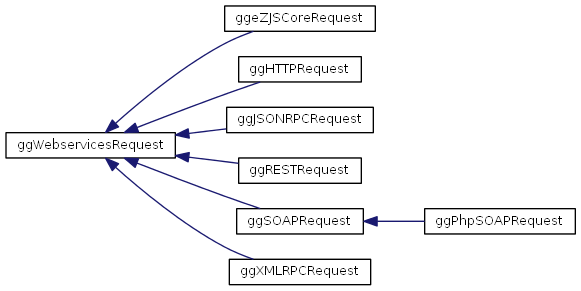 ggeZJSCoreRequest
ggHTTPRequest
ggJSONRPCRequest
ggWebservicesRequest
ggRESTRequest
ggSOAPRequest
ggPhpSOAPRequest
ggXMLRPCRequest